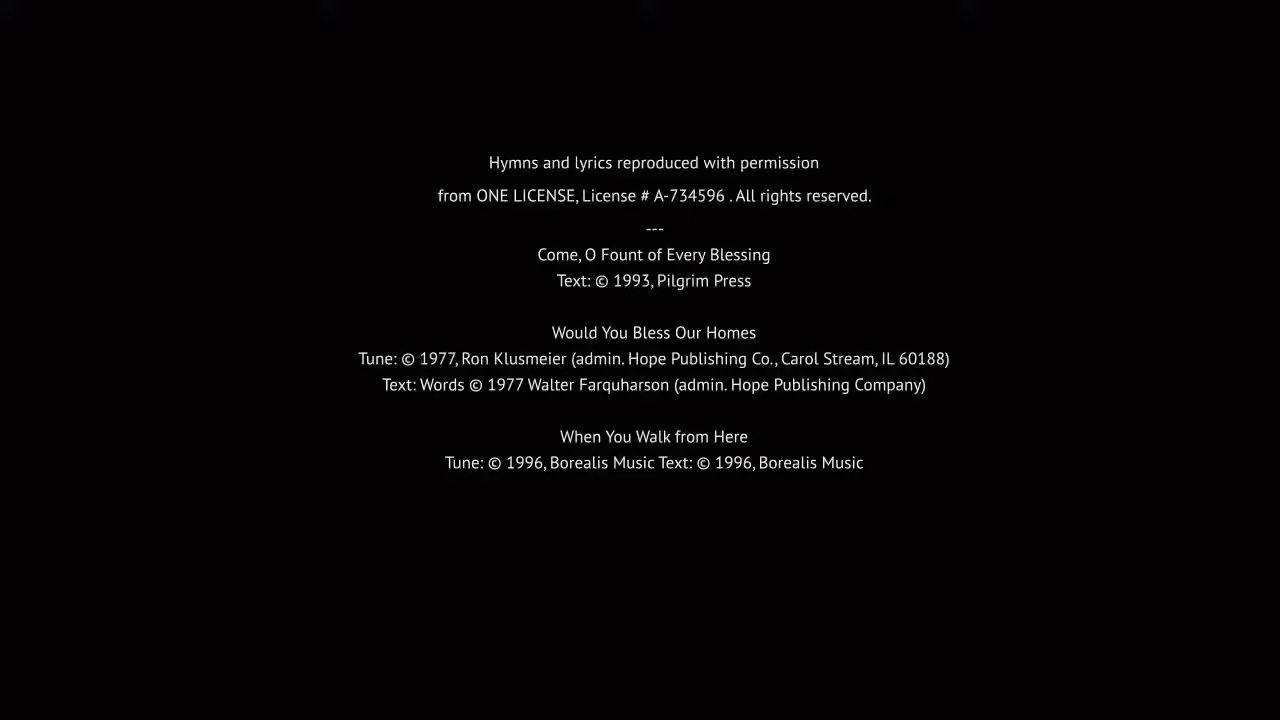 Hymns and lyrics reproduced with permission
from ONE LICENSE, License # A-734596 . All rights reserved.
---
Come, O Fount of Every Blessing
Text: © 1993, Pilgrim Press
Would You Bless Our Homes
Tune: © 1977, Ron Klusmeier (admin. Hope Publishing Co., Carol Stream, IL 60188)
Text: Words © 1977 Walter Farquharson (admin. Hope Publishing Company)
When You Walk from Here
Tune: © 1996, Borealis Music Text: © 1996, Borealis Music